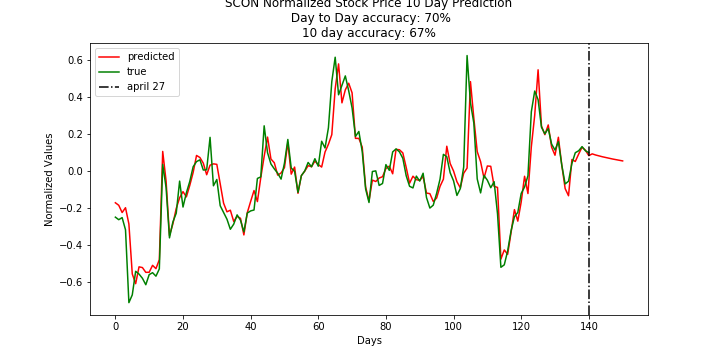 SCON Normalized Stock Price 10 Day Prediction
Day to Day accuracy: 70%
10 day accuracy: 67%
predicted
true
april 27
Normalized Values
0.6
0.4
0.2
0.0
−0.2
−0.4
−0.6
0 20 40 60 80 100 120 140
Days